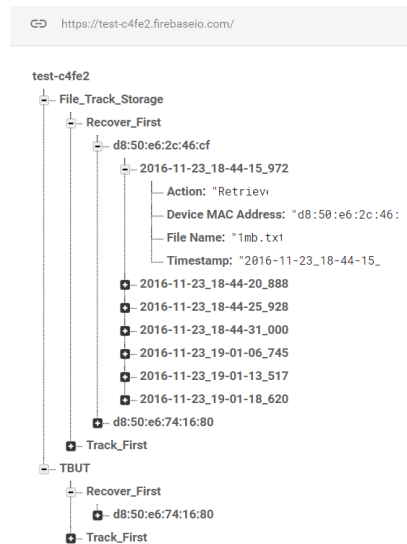 https://test-c4fe2.firebaseio.com/
test-c4fe2
File_Track_Storage
Recover_First
d8:50:e6:2c:46:cf
2016-11-23_18-44-15_972
Action: "Retriev
Device MAC Address: "d8:50:e6:2c:46:
File Name: "1mb.tx
Timestamp: "2016-11-23_18-44-15_
2016-11-23_18-44-20_888
2016-11-23_18-44-25_928
2016-11-23_18-44-31_000
2016-11-23_19-01-06_745
2016-11-23_19-01-13_517
2016-11-23_19-01-18_620
d8:50:e6:74:16:80
Track_First
TBUT
Recover_First
d8:50:e6:74:16:80
Track_First